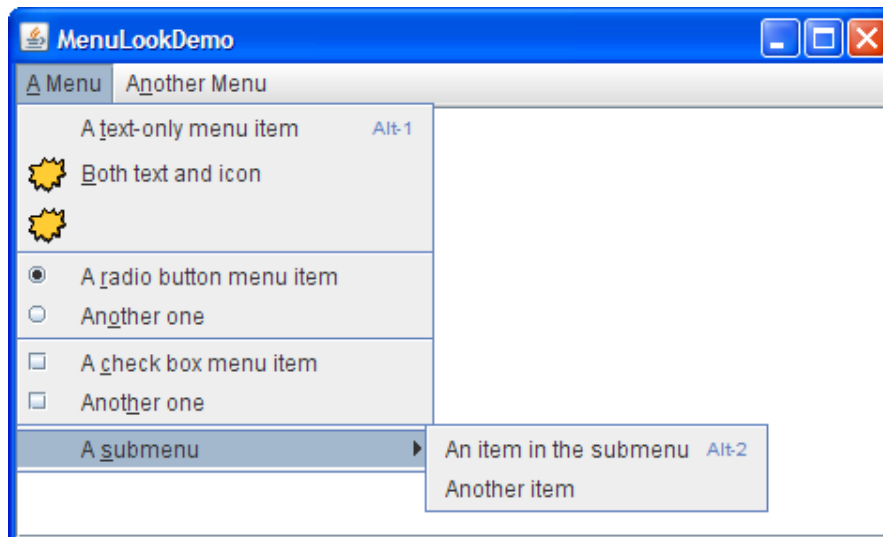 MenuLookDemo
A Menu Another Menu
A text-only menu item Alt-1
Both text and icon
A radio button menu item
Another one
A check box menu item
Another one
A submenu
An item in the submenu Alt-2
Another item